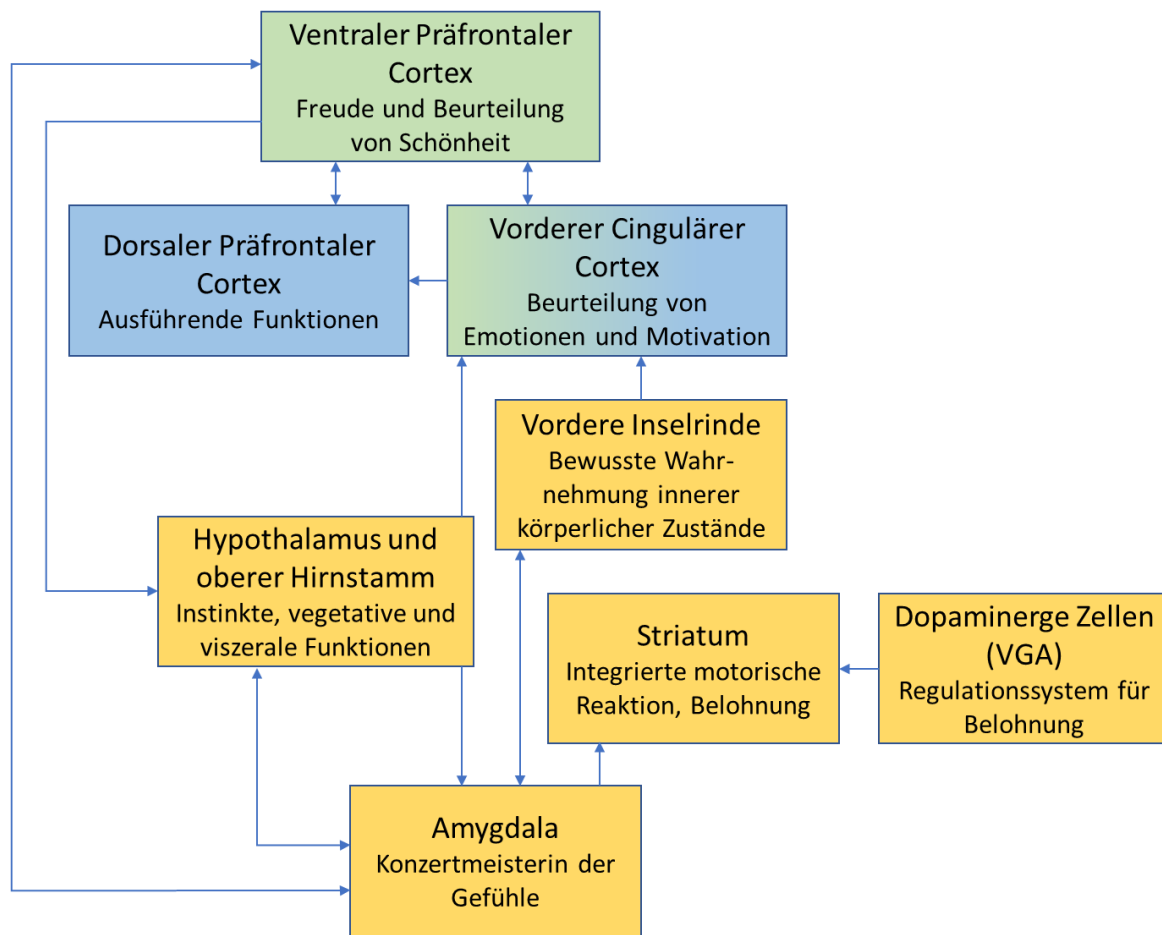 Ventraler Präfrontaler
Cortex
Freude und Beurteilung
von Schönheit
Dorsaler Präfrontaler
Cortex
Ausführende Funktionen
Vorderer Cingulärer
Cortex
Beurteilung von
Emotionen und Motivation
Vordere Inselrinde
Bewusste Wahr-
nehmung innerer
körperlicher Zustände
Hypothalamus und
oberer Hirnstamm
Instinkte, vegetative und
viszerale Funktionen
Striatum
Integrierte motorische
Reaktion, Belohnung
Dopaminerge Zellen
(VGA)
Regulationssystem für
Belohnung
Amygdala
Konzertmeisterin der
Gefühle